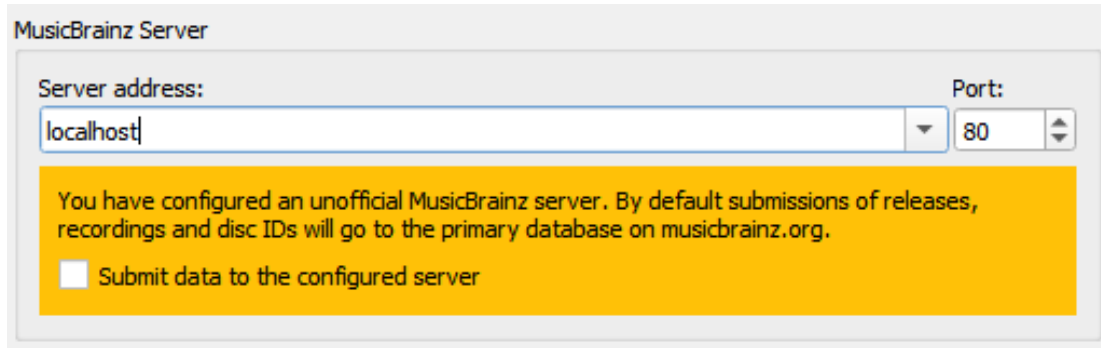 MusicBrainz Server
Server address:
Port:
localhost
80
You have configured an unofficial MusicBrainz server. By default submissions of releases,
recordings and disc IDs will go to the primary database on musicbrainz.org.
Submit data to the configured server